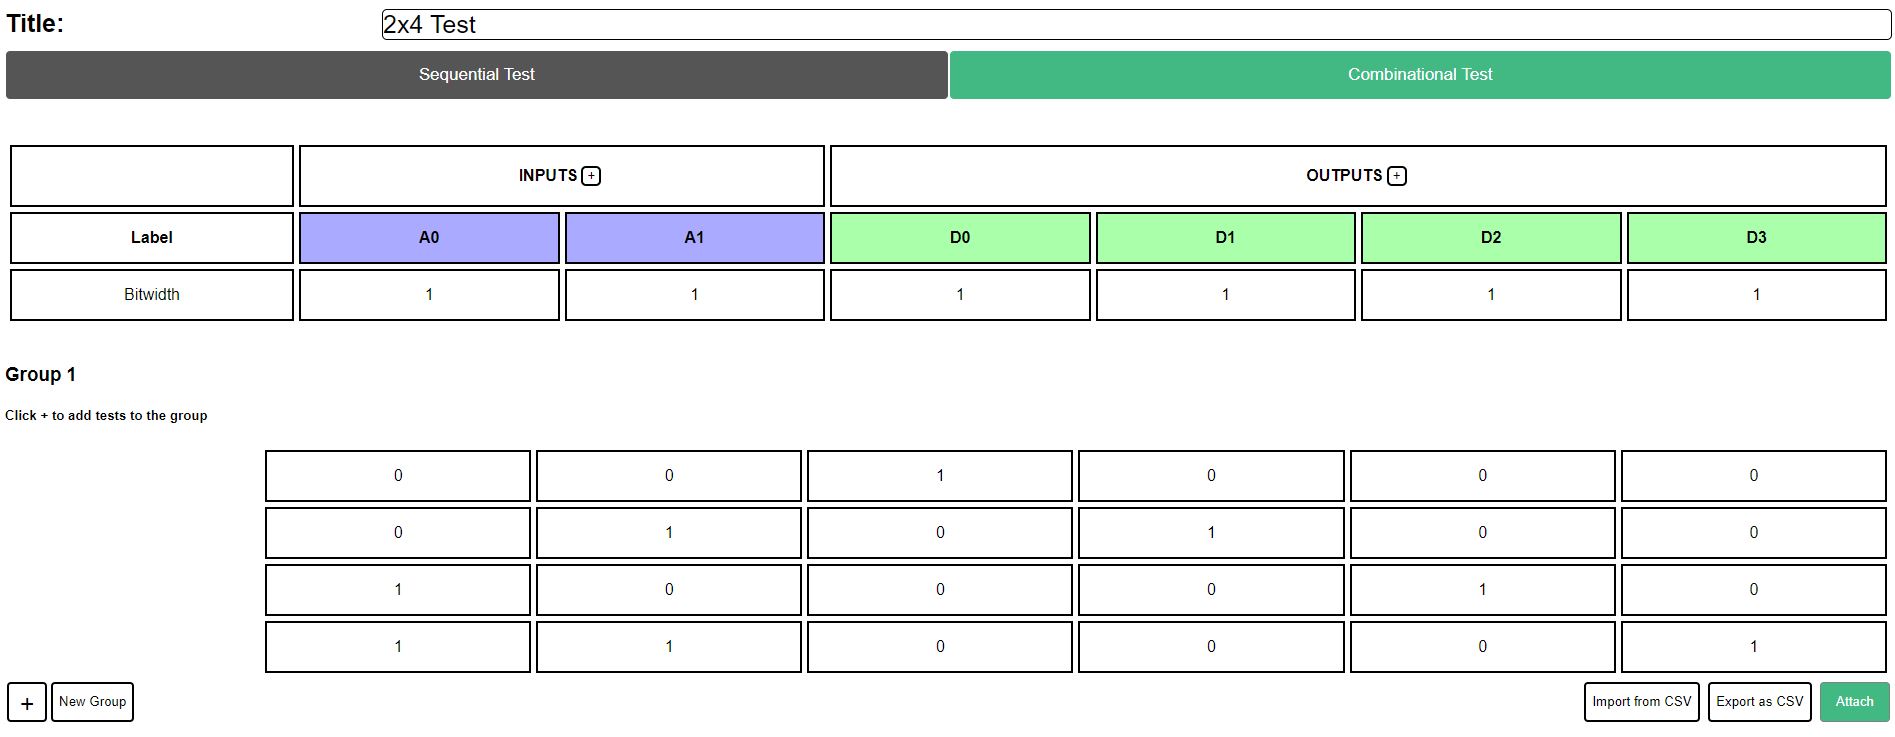 Title: 2x4 Test
Sequential Test Combinational Test
INPUTS + OUTPUTS +
Label A0 A1 D0 D1 D2 D3
Bitwidth 1 1 1 1 1 1
Group 1
Click + to add tests to the group
0 0 1 0 0 0
0 1 0 1 0 0
1 0 0 0 1 0
1 1 0 0 0 1
+ New Group Import from CSV Export as CSV Attach